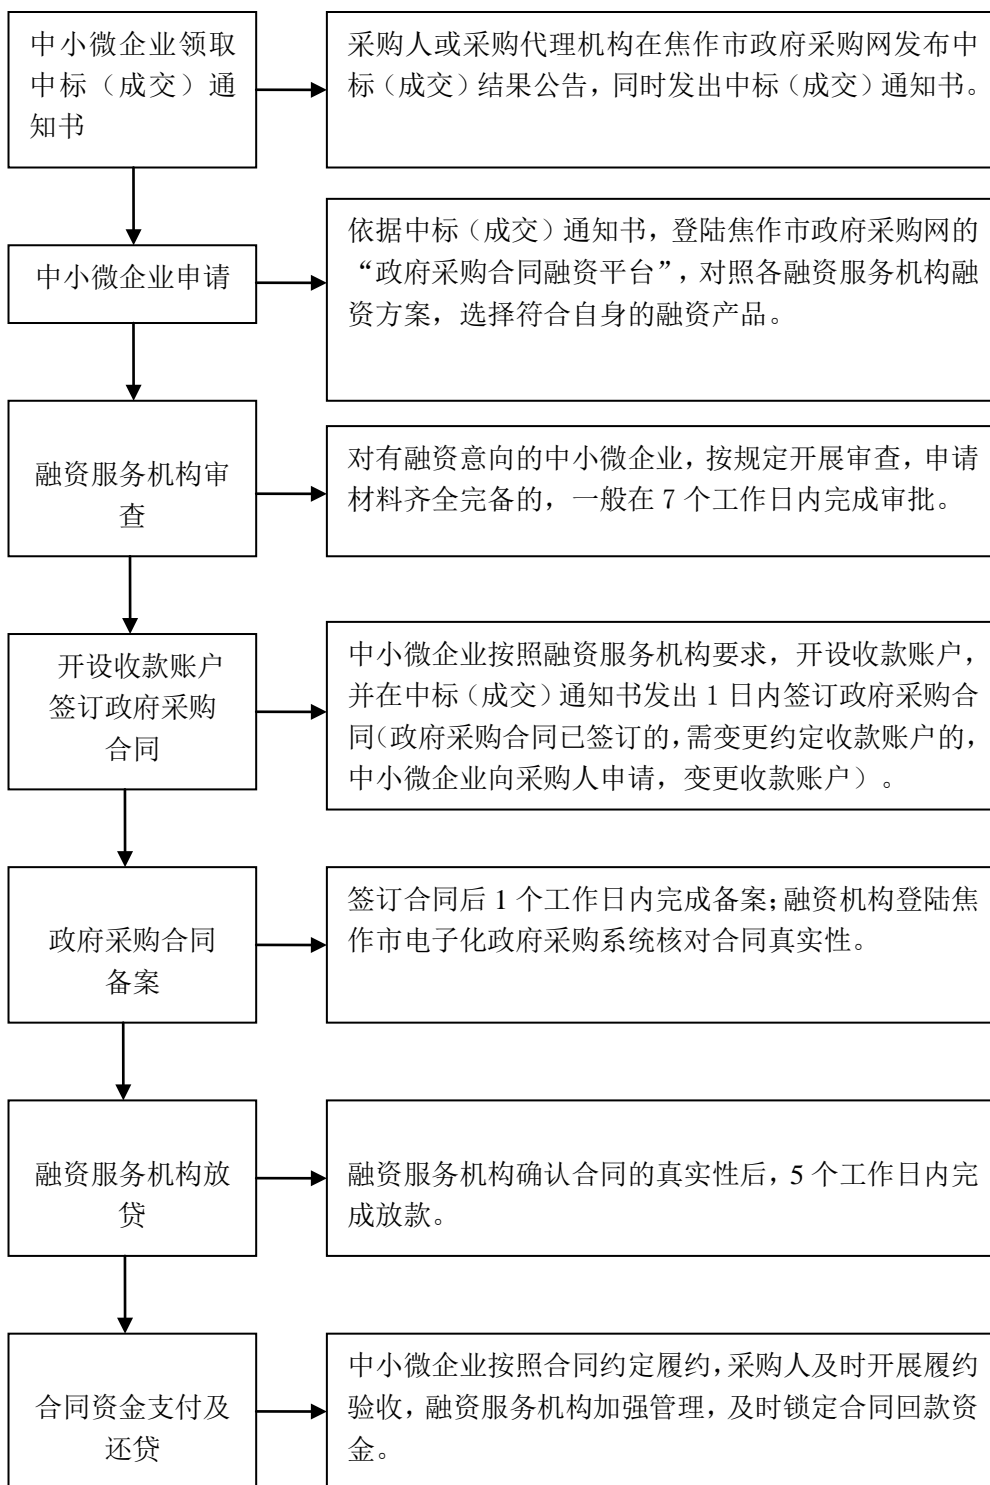 中小微企业领取
中标（成交）通
知书
采购人或采购代理机构在焦作市政府采购网发布中
标（成交）结果公告，同时发出中标（成交）通知书。
中小微企业申请
依据中标（成交）通知书，登陆焦作市政府采购网的
“政府采购合同融资平台”，对照各融资服务机构融
资方案，选择符合自身的融资产品。
融资服务机构审
查
对有融资意向的中小微企业，按规定开展审查，申请
材料齐全完备的，一般在 7 个工作日内完成审批。
开设收款账户
签订政府采购
合同
中小微企业按照融资服务机构要求，开设收款账户，
并在中标（成交）通知书发出 1 日内签订政府采购合
同（政府采购合同已签订的，需变更约定收款账户的，
中小微企业向采购人申请，变更收款账户）。
政府采购合同
备案
签订合同后 1 个工作日内完成备案；融资机构登陆焦
作市电子化政府采购系统核对合同真实性。
融资服务机构放
贷
融资服务机构确认合同的真实性后，5 个工作日内完
成放款。
合同资金支付及
还贷
中小微企业按照合同约定履约，采购人及时开展履约
验收，融资服务机构加强管理，及时锁定合同回款资
金。